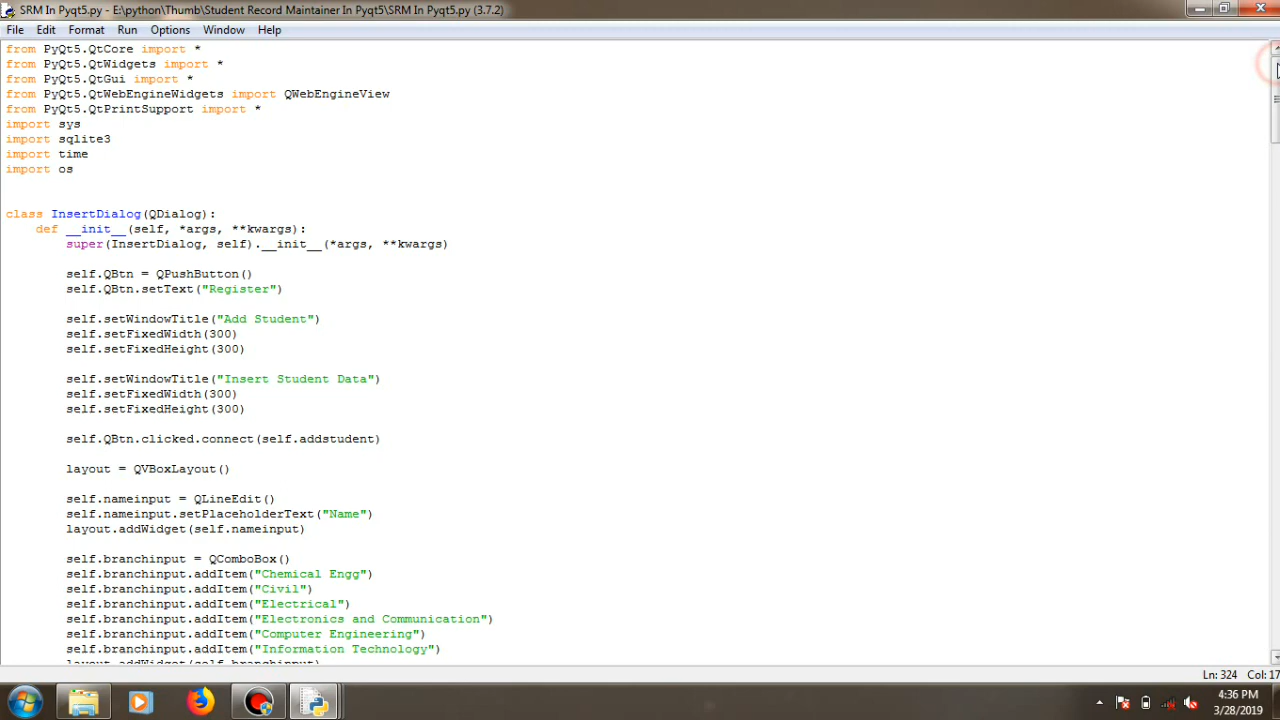 SRM In Pyqt5.py - E:\python\Thumb\Student Record Maintainer In Pyqt5\SRM In Pyqt5.py (3.7.2)
File Edit Format Run Options Window Help
from PyQt5.QtCore import *
from PyQt5.QtWidgets import *
from PyQt5.QtGui import *
from PyQt5.QtWebEngineWidgets import QWebEngineView
from PyQt5.QtPrintSupport import *
import sys
import sqlite3
import time
import os
class InsertDialog(QDialog):
def __init__(self, *args, **kwargs):
super(InsertDialog, self).__init__(*args, **kwargs)
self.QBtn = QPushButton()
self.QBtn.setText("Register")
self.setWindowTitle("Add Student")
self.setFixedWidth(300)
self.setFixedHeight(300)
self.setWindowTitle("Insert Student Data")
self.setFixedWidth(300)
self.setFixedHeight(300)
self.QBtn.clicked.connect(self.addstudent)
layout = QVBoxLayout()
self.nameinput = QLineEdit()
self.nameinput.setPlaceholderText("Name")
layout.addWidget(self.nameinput)
self.branchinput = QComboBox()
self.branchinput.addItem("Chemical Engg")
self.branchinput.addItem("Civil")
self.branchinput.addItem("Electrical")
self.branchinput.addItem("Electronics and Communication")
self.branchinput.addItem("Computer Engineering")
self.branchinput.addItem("Information Technology")
layout.addWidget(self.branchinput)
Ln: 324 Col: 17
4:36 PM
3/28/2019